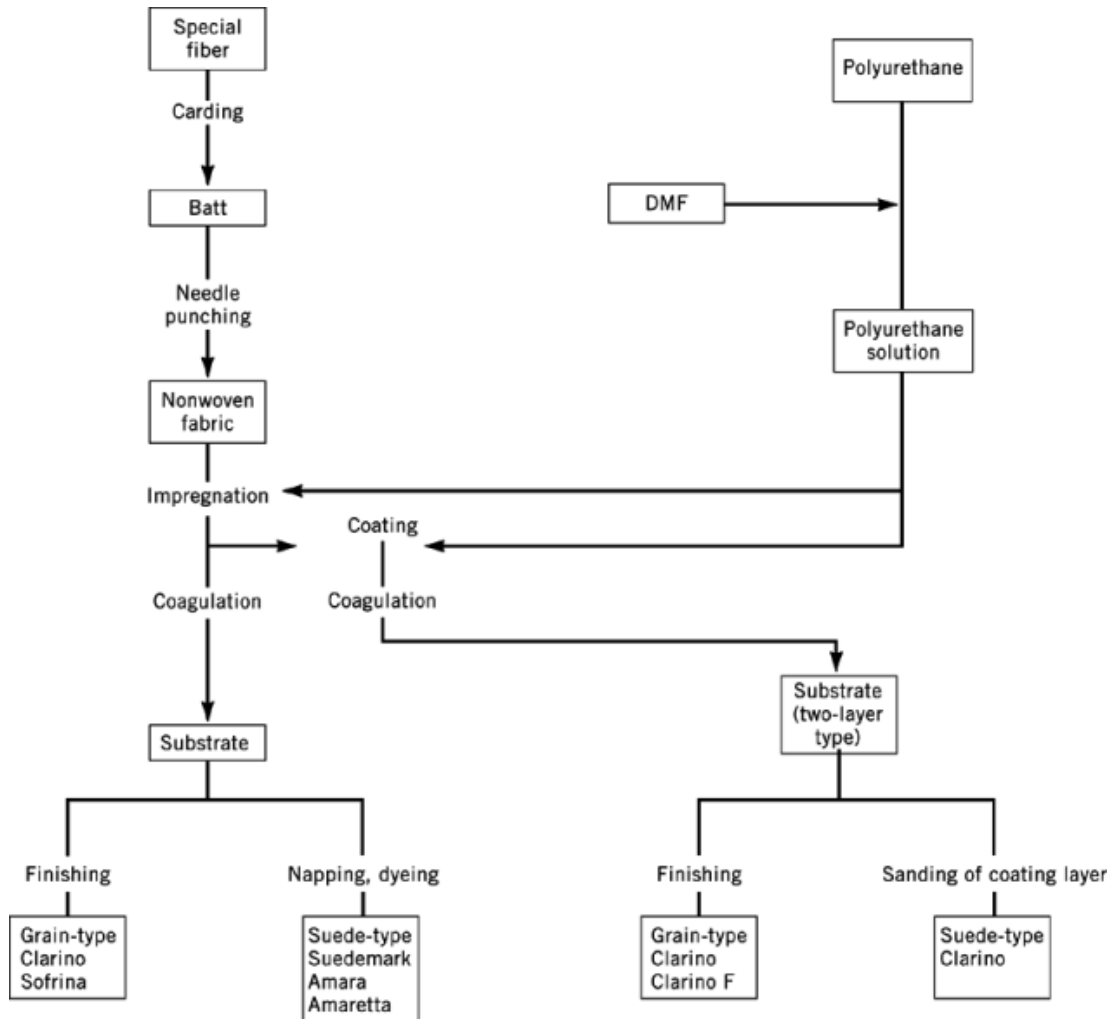 Special
fiber
Polyurethane
Carding
Batt
DMF
Needle
punching
Polyurethane
solution
Nonwoven
fabric
Impregnation
Coating
Coagulation
Coagulation
Substrate
(two-layer
type)
Substrate
Finishing
Napping, dyeing
Finishing
Sanding of coating layer
Grain-type
Clarino
Sofrina
Suede-type
Suedemark
Amara
Amaretta
Grain-type
Clarino
Clarino F
Suede-type
Clarino